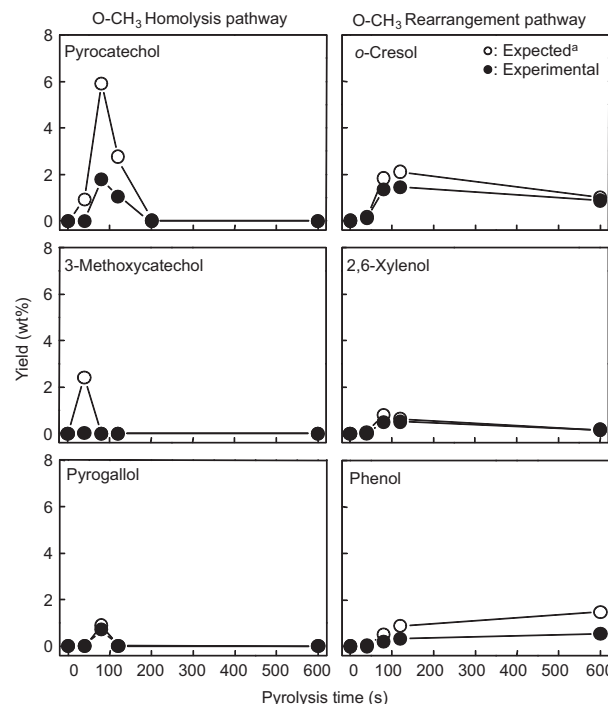 O-CH₃ Homolysis pathway
O-CH₃ Rearrangement pathway
Pyrocatechol
8
6
4
2
0
o-Cresol
○: Expectedᵃ
●: Experimental
3-Methoxycatechol
8
6
4
2
0
2,6-Xylenol
Yield (wt%)
Pyrogallol
8
6
4
2
0
Phenol
0 100 200 300 400 500 600
0 100 200 300 400 500 600
Pyrolysis time (s)